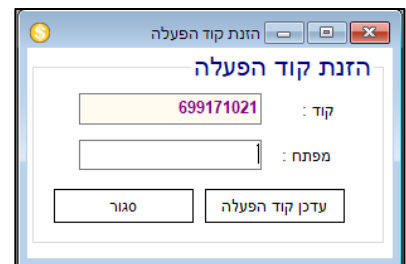 הזנת קוד הפעלה
הזנת קוד הפעלה
קוד : 699171021
מפתח :
עדכן קוד הפעלה סגור